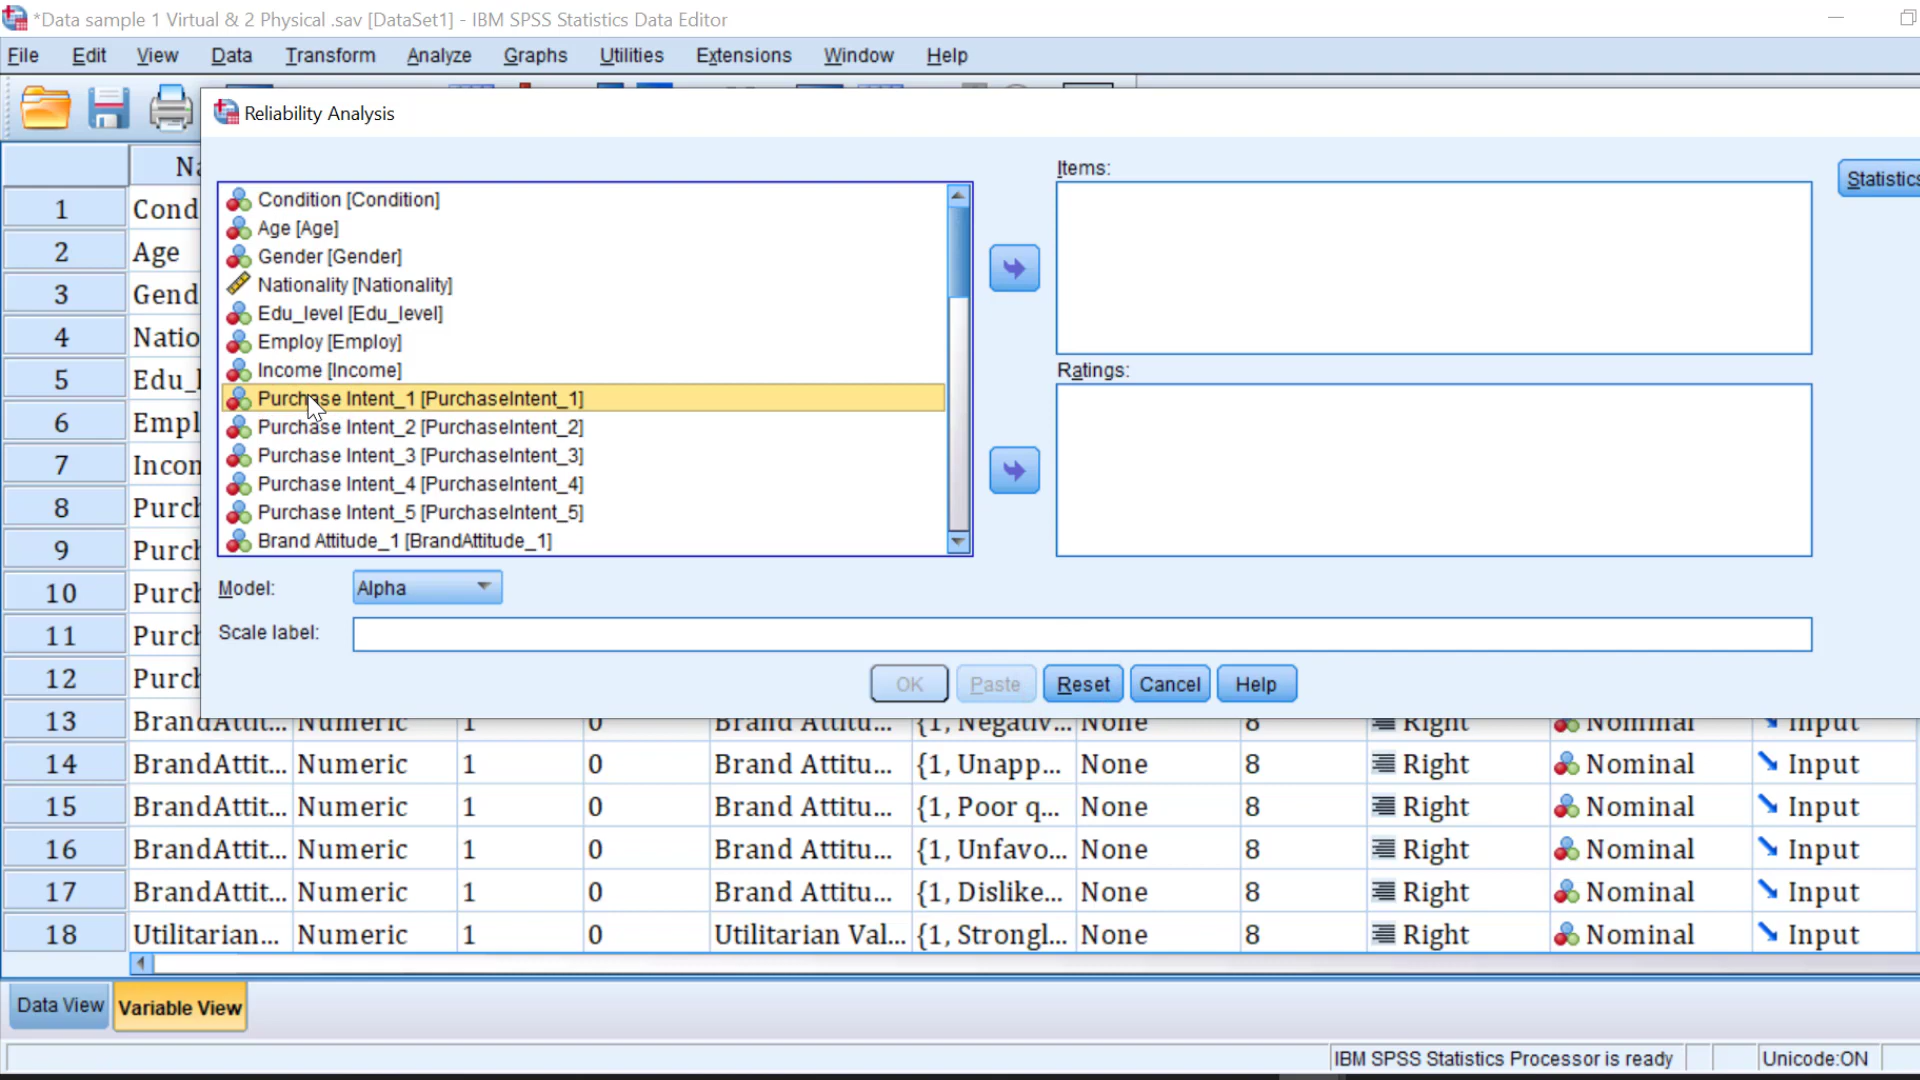 *Data sample 1 Virtual & 2 Physical .sav [DataSet1] - IBM SPSS Statistics Data Editor
File Edit View Data Transform Analyze Graphs Utilities Extensions Window Help
Reliability Analysis
Na
Items:
Statistics
Condition [Condition]
Age [Age]
Gender [Gender]
Nationality [Nationality]
Edu_level [Edu_level]
Employ [Employ]
Income [Income]
Purchase Intent_1 [PurchaseIntent_1]
Purchase Intent_2 [PurchaseIntent_2]
Purchase Intent_3 [PurchaseIntent_3]
Purchase Intent_4 [PurchaseIntent_4]
Purchase Intent_5 [PurchaseIntent_5]
Brand Attitude_1 [BrandAttitude_1]
Ratings:
Model: Alpha
Scale label:
OK Paste Reset Cancel Help
1 Cond
2 Age
3 Gend
4 Natio
5 Edu_l
6 Empl
7 Incon
8 Purch
9 Purch
10 Purch
11 Purch
12 Purch
13 BrandAttit... Numeric 1 0 Brand Attitu... {1, Negativ... None 8 Right Nominal Input
14 BrandAttit... Numeric 1 0 Brand Attitu... {1, Unapp... None 8 Right Nominal Input
15 BrandAttit... Numeric 1 0 Brand Attitu... {1, Poor q... None 8 Right Nominal Input
16 BrandAttit... Numeric 1 0 Brand Attitu... {1, Unfavo... None 8 Right Nominal Input
17 BrandAttit... Numeric 1 0 Brand Attitu... {1, Dislike... None 8 Right Nominal Input
18 Utilitarian... Numeric 1 0 Utilitarian Val... {1, Strongl... None 8 Right Nominal Input
Data View Variable View
IBM SPSS Statistics Processor is ready Unicode:ON